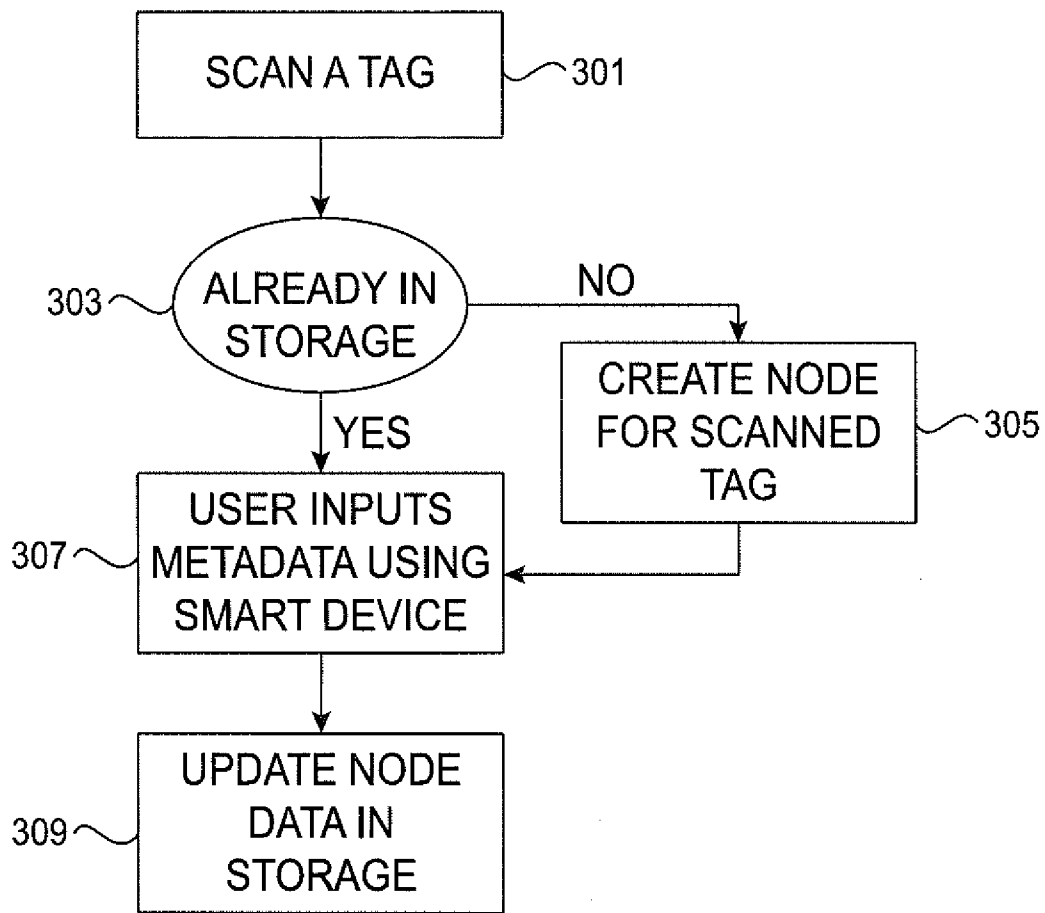 SCAN A TAG
301
303
ALREADY IN
STORAGE
NO
YES
CREATE NODE
FOR SCANNED
TAG
305
307
USER INPUTS
METADATA USING
SMART DEVICE
309
UPDATE NODE
DATA IN
STORAGE